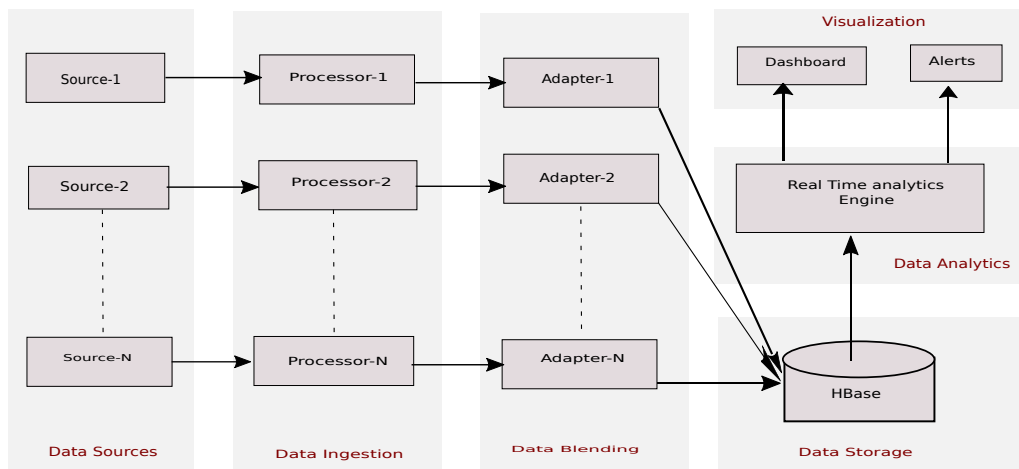 Source-1
Source-2
Source-N
Data Sources
Processor-1
Processor-2
Processor-N
Data Ingestion
Adapter-1
Adapter-2
Adapter-N
Data Blending
Visualization
Dashboard
Alerts
Real Time analytics
Engine
Data Analytics
HBase
Data Storage